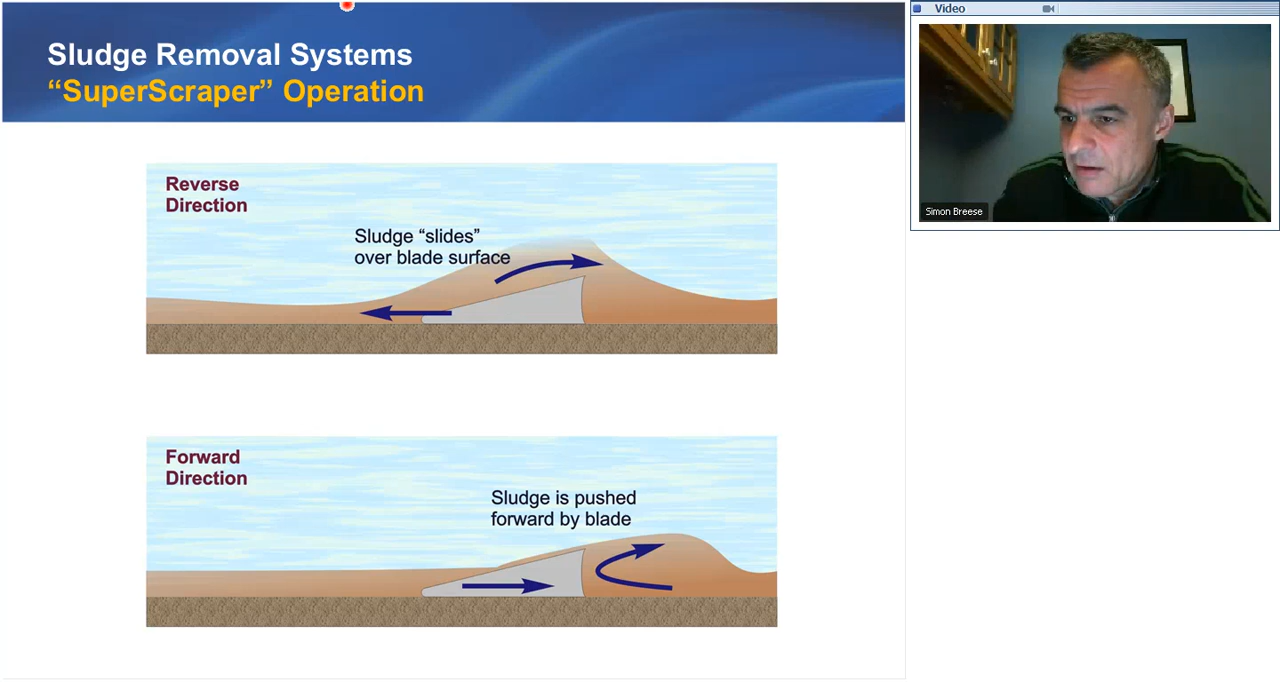 Sludge Removal Systems
“SuperScraper” Operation
Reverse
Direction
Sludge “slides”
over blade surface
Forward
Direction
Sludge is pushed
forward by blade
Video
Simon Breese